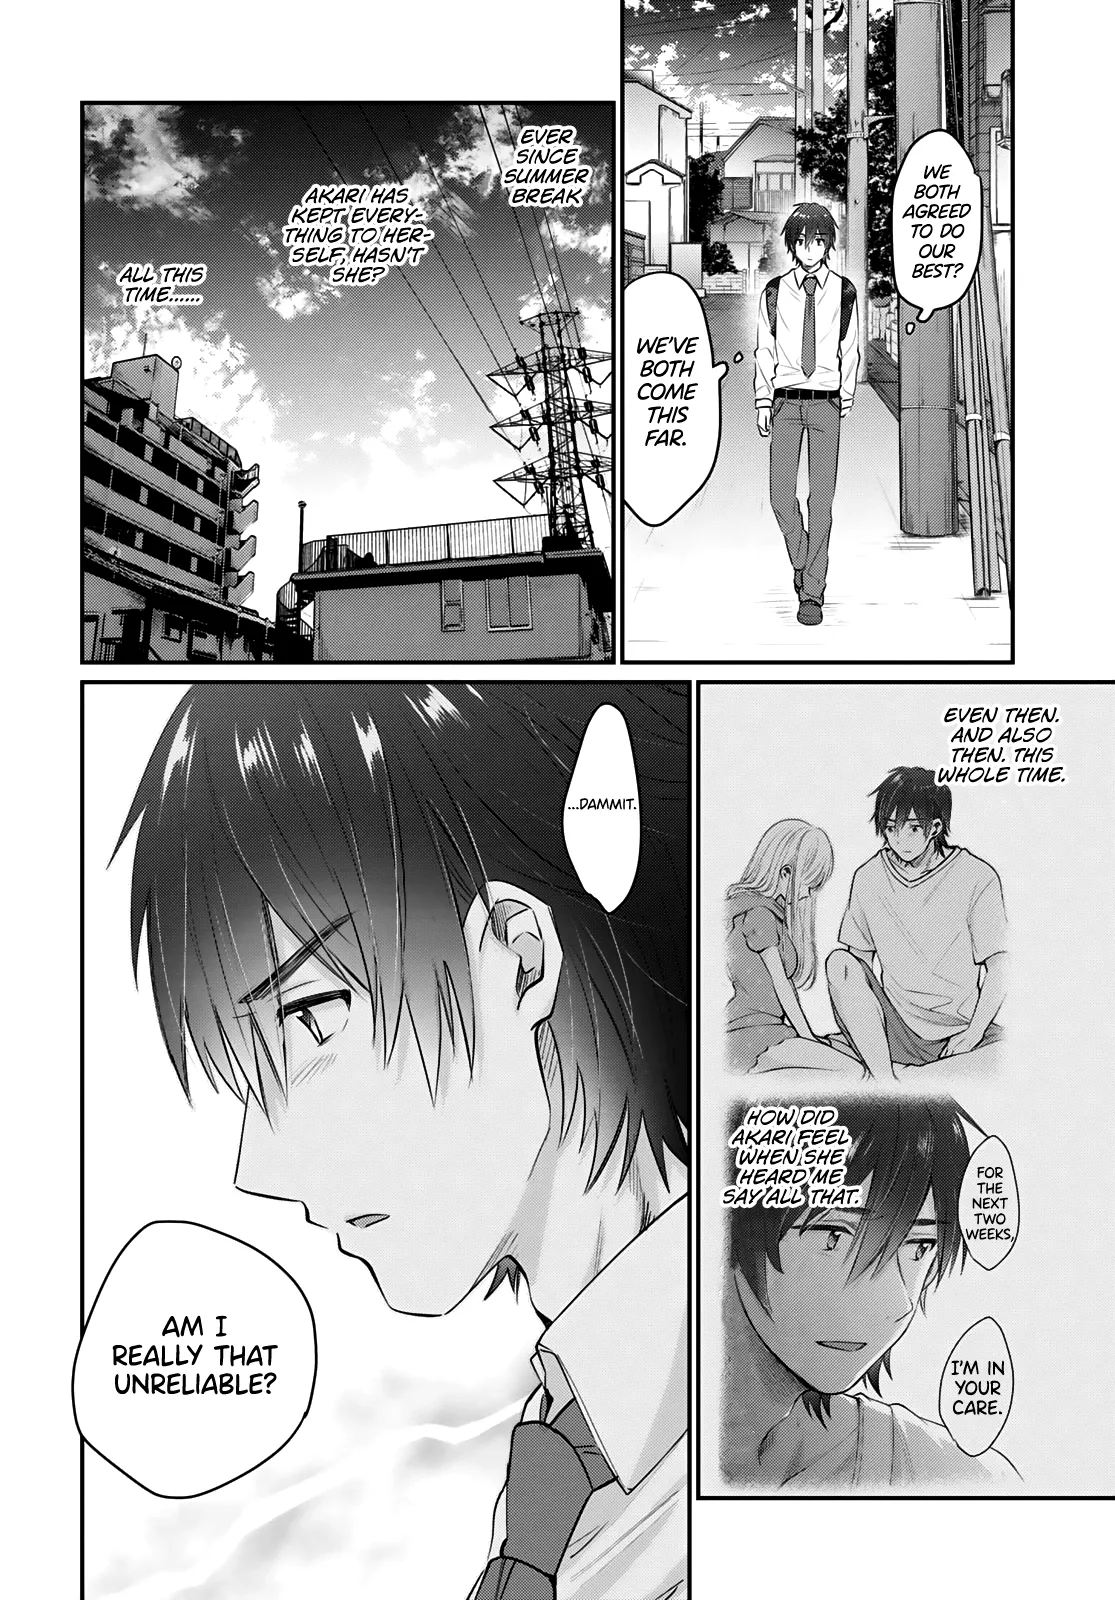 WE
BOTH
AGREED
TO DO
OUR
BEST?
WE'VE
BOTH
COME
THIS
FAR.
EVER
SINCE
SUMMER
BREAK
AKARI HAS
KEPT EVERY-
THING TO HER-
SELF, HASN'T
SHE?
ALL THIS
TIME......
EVEN THEN.
AND ALSO
THEN. THIS
WHOLE TIME.
HOW DID
AKARI FEEL
WHEN SHE
HEARD ME
SAY ALL THAT.
FOR
THE
NEXT
TWO
WEEKS,
I'M IN
YOUR
CARE.
...DAMMIT.
AM I
REALLY THAT
UNRELIABLE?